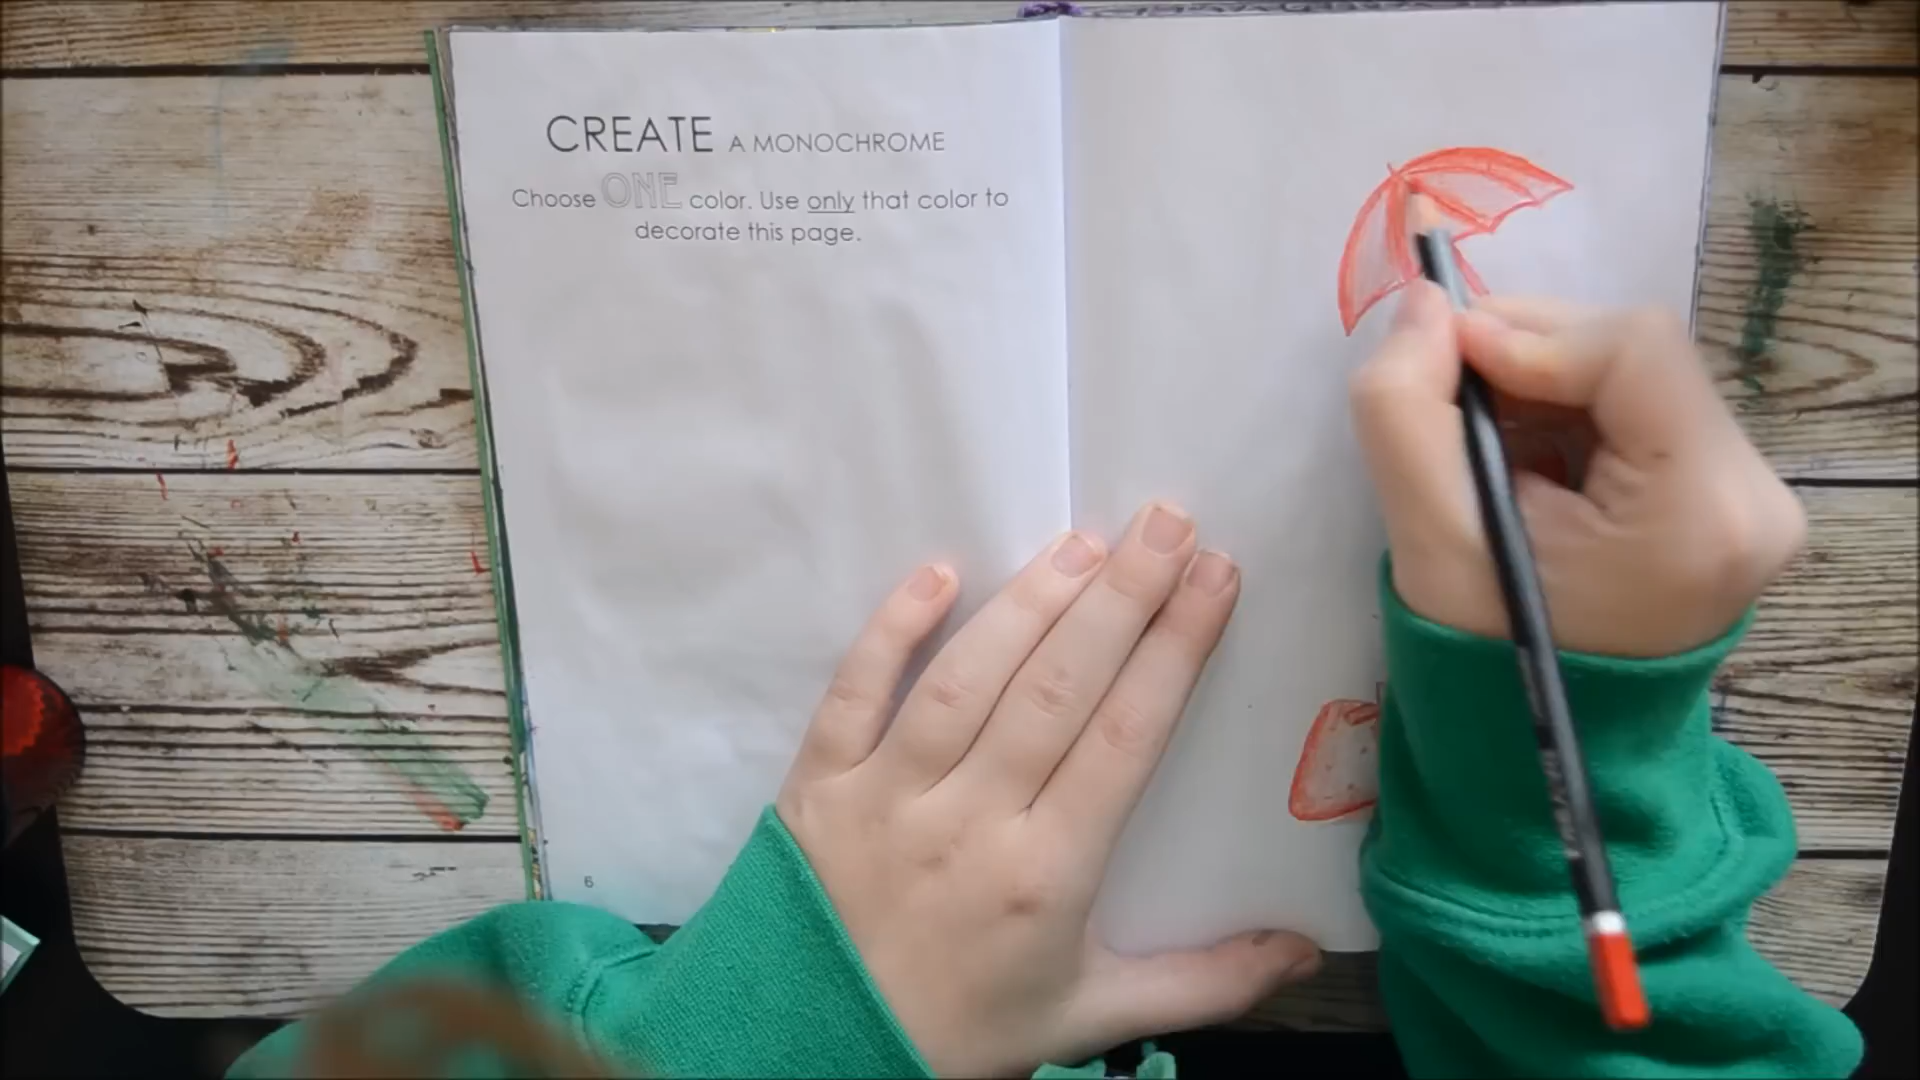 CREATE A MONOCHROME
Choose ONE color. Use only that color to
decorate this page.
6